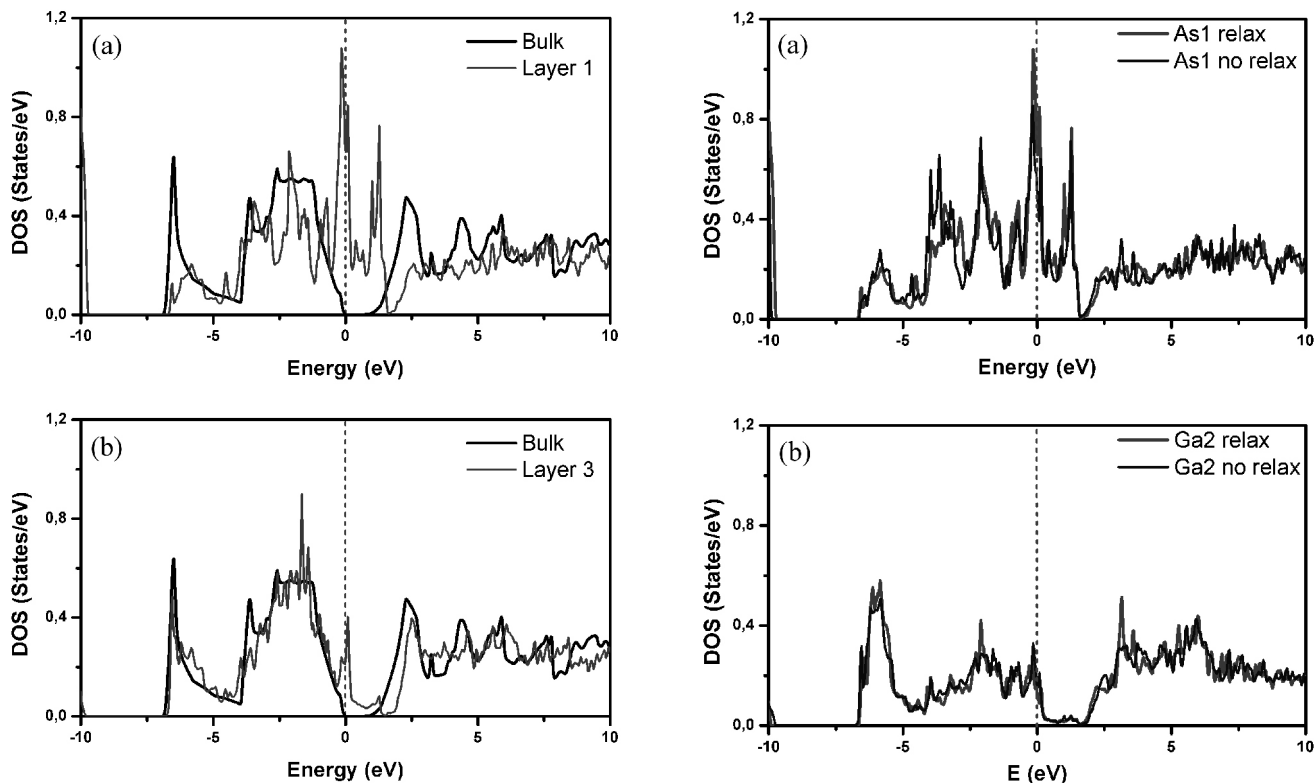 (a)
Bulk
Layer 1
DOS (States/eV)
1,2
0,8
0,4
0,0
-10
-5
0
5
10
Energy (eV)
(a)
As1 relax
As1 no relax
DOS (States/eV)
1,2
0,8
0,4
0,0
-10
-5
0
5
10
Energy (eV)
(b)
Bulk
Layer 3
DOS (States/eV)
1,2
0,8
0,4
0,0
-10
-5
0
5
10
Energy (eV)
(b)
Ga2 relax
Ga2 no relax
DOS (States/eV)
1,2
0,8
0,4
0,0
-10
-5
0
5
10
E (eV)